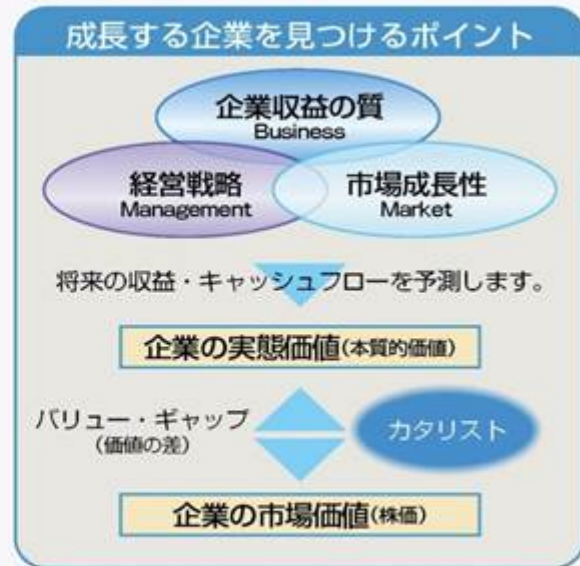 成長する企業を見つけるポイント
企業収益の質
Business
経営戦略
Management
市場成長性
Market
将来の収益・キャッシュフローを予測します。
企業の実態価値(本質的価値)
バリュー・ギャップ
(価値の差)
カタリスト
企業の市場価値(株価)